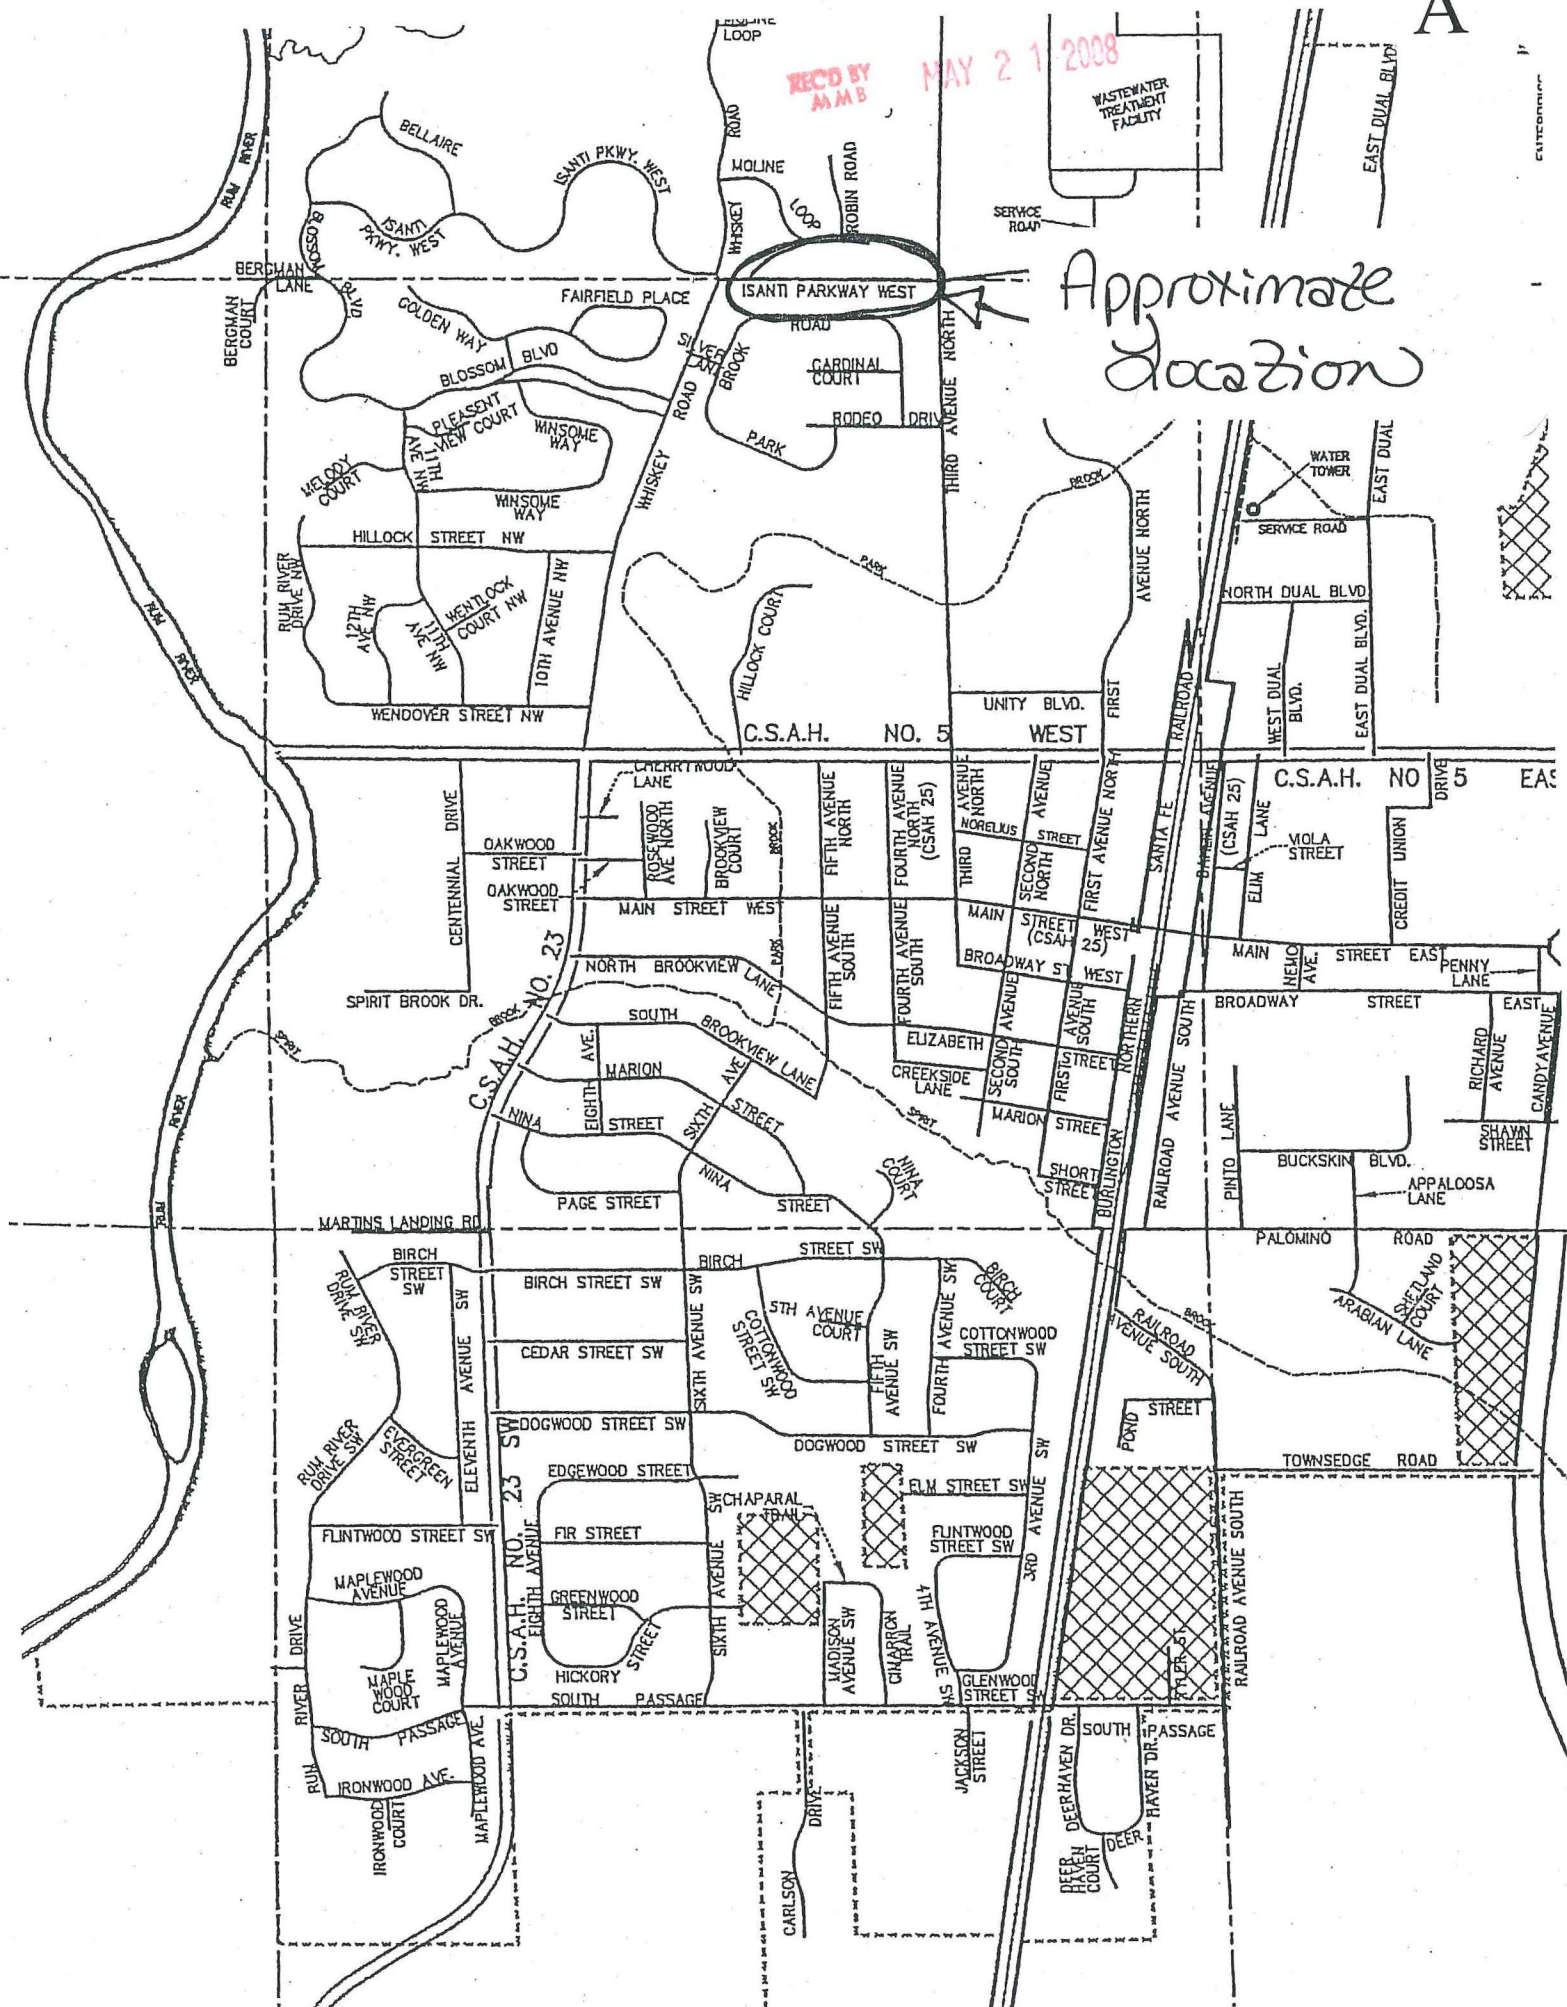 A
MOLINE
LOOP
REC'D BY
MMB
MAY 2 1 2008
WASTEWATER
TREATMENT
FACILITY
EAST DUAL BLVD
ENTERPRISE
RUM RIVER
BELLAIRE
ISANTI PKWY. WEST
WHISKEY ROAD
MOLINE
LOOP
ROBIN ROAD
SERVICE
ROAD
BLOSSOM
BLVD
ISANTI
PKWY. WEST
BERGMAN
LANE
BERGMAN
COURT
GOLDEN WAY
FAIRFIELD PLACE
ISANTI PARKWAY WEST
Approximate
Location
SILVER
LANE
BROOK
ROAD
CARDINAL
COURT
RODEO DRIV
PARK
THIRD AVENUE NORTH
BLOSSOM BLVD
PLEASENT
VIEW COURT
WINSOME
WAY
11TH
AVE NW
MELODY
COURT
WINSOME
WAY
WHISKEY ROAD
BROOK
PARK
WATER
TOWER
EAST DUAL
SERVICE ROAD
HILLOCK STREET NW
RUM RIVER
DRIVE NW
12TH
AVE NW
11TH
AVE NW
WENTLOCK
COURT NW
10TH AVENUE NW
WENDOVER STREET NW
RUM
RIVER
HILLOCK COURT
UNITY BLVD.
FIRST AVENUE NORTH
NORTH DUAL BLVD
WEST DUAL
BLVD.
EAST DUAL BLVD.
C.S.A.H. NO. 5 WEST
RAILROAD
C.S.A.H. NO 5 EAS
CHERRYWOOD
LANE
CENTENNIAL DRIVE
OAKWOOD
STREET
OAKWOOD
STREET
ROSEWOOD
AVE NORTH
BROOKVIEW
COURT
BROOK
PARK
FIFTH AVENUE
NORTH
FOURTH AVENUE
NORTH
(CSAH 25)
THIRD AVENUE
NORTH
NORELIUS STREET
SECOND AVENUE
NORTH
FIRST AVENUE NORTH
SANTA FE
AVENUE
(CSAH 25)
ELIM LANE
VIOLA
STREET
CREDIT UNION DRIVE
MAIN STREET WEST
MAIN STREET WEST
(CSAH 25)
MAIN STREET EAST
NEMO
AVE.
PENNY
LANE
C.S.A.H. NO. 23
NORTH BROOKVIEW LANE
FIFTH AVENUE
SOUTH
FOURTH AVENUE
SOUTH
BROADWAY ST WEST
BROADWAY STREET EAST
SPIRIT BROOK DR.
BROOK
SOUTH BROOKVIEW LANE
ELIZABETH STREET
CREEKSIDE
LANE
SECOND AVENUE
SOUTH
FIRST AVENUE SOUTH
NORTHERN
RAILROAD AVENUE SOUTH
RICHARD
AVENUE
CANDY AVENUE
EIGHTH AVE.
MARION STREET
NINA STREET
SIXTH AVE
MARION STREET
SHAWN
STREET
RUM RIVER
NINA STREET
NINA
COURT
SHORT
STREET
BURLINGTON
PINTO LANE
BUCKSKIN BLVD.
APPALOOSA
LANE
PAGE STREET
MARTINS LANDING RD
PALOMINO ROAD
BIRCH
STREET
SW
BIRCH STREET SW
BIRCH STREET SW
BIRCH
COURT
RUM RIVER
DRIVE SW
ELEVENTH AVENUE SW
SIXTH AVENUE SW
COTTONWOOD
STREET SW
5TH AVENUE
COURT
FIFTH
AVENUE SW
FOURTH AVENUE SW
COTTONWOOD
STREET SW
RAILROAD
AVENUE SOUTH
BROOK
ARABIAN LANE
SHETLAND
COURT
CEDAR STREET SW
POND STREET
DOGWOOD STREET SW
DOGWOOD STREET SW
RUM RIVER
DRIVE SW
EVERGREEN
STREET
EDGEWOOD STREET
ELM STREET SW
3RD AVENUE SW
TOWNSEDGE ROAD
CHAPARAL
TRAIL
FLINTWOOD STREET SW
C.S.A.H. NO. 23 SW
EIGHTH AVENUE
FIR STREET
SIXTH AVENUE SW
FLINTWOOD
STREET SW
MAPLEWOOD
AVENUE
GREENWOOD
STREET
RAILROAD AVENUE SOUTH
RUM RIVER DRIVE
MAPLE
WOOD
COURT
MAPLEWOOD
AVENUE
HICKORY STREET
MADISON
AVENUE SW
CIMARRON
TRAIL
4TH AVENUE SW
GLENWOOD
STREET SW
TYLER ST.
SOUTH PASSAGE
SOUTH PASSAGE
SOUTH PASSAGE
IRONWOOD AVE.
IRONWOOD
COURT
MAPLEWOOD AVE.
CARLSON DRIVE
JACKSON
STREET
DEERHAVEN DR.
DEER HAVEN DR.
DEER
HAVEN
COURT